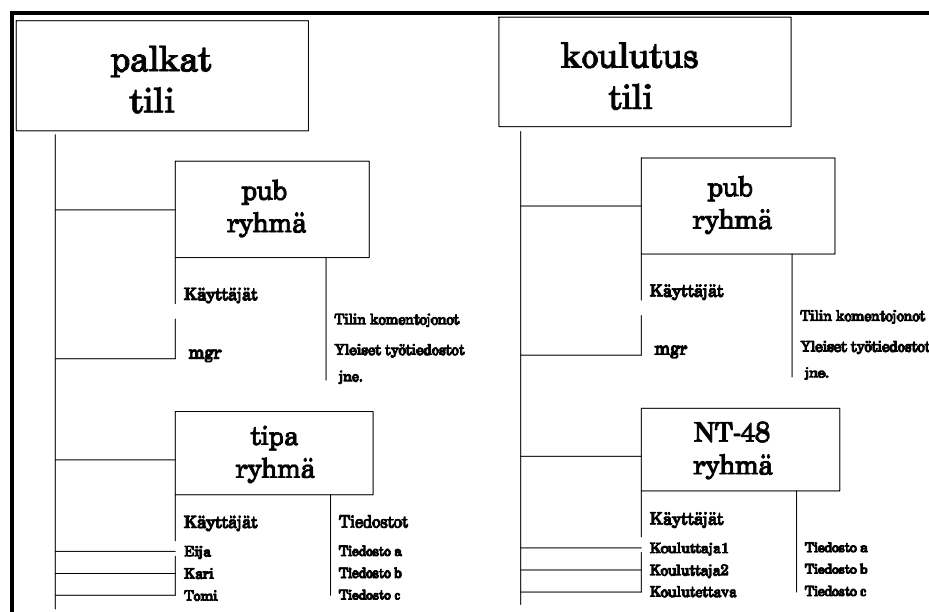 palkat
tili
pub
ryhmä
Käyttäjät
Tilin komentojonot
mgr
Yleiset työtiedostot
jne.
tipa
ryhmä
Käyttäjät
Tiedostot
Eija
Tiedosto a
Kari
Tiedosto b
Tomi
Tiedosto c
koulutus
tili
pub
ryhmä
Käyttäjät
Tilin komentojonot
mgr
Yleiset työtiedostot
jne.
NT-48
ryhmä
Käyttäjät
Kouluttaja1
Tiedosto a
Kouluttaja2
Tiedosto b
Koulutettava
Tiedosto c